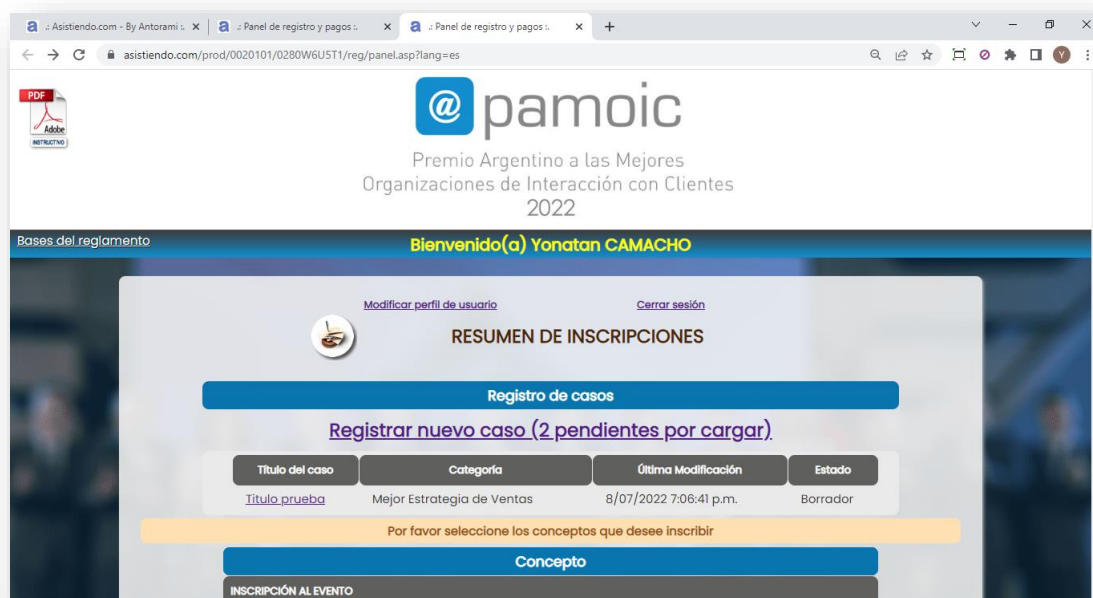 .: Asistiendo.com - By Antorami :.
.: Panel de registro y pagos :.
.: Panel de registro y pagos :.
asistiendo.com/prod/0020101/0280W6U5T1/reg/panel.asp?lang=es
Y
PDF
Adobe
INSTRUCTIVO
@ pamoic
Premio Argentino a las Mejores
Organizaciones de Interacción con Clientes
2022
Bases del reglamento
Bienvenido(a) Yonatan CAMACHO
Modificar perfil de usuario
Cerrar sesión
RESUMEN DE INSCRIPCIONES
Registro de casos
Registrar nuevo caso (2 pendientes por cargar)
Título del caso Categoría Última Modificación Estado
Titulo prueba Mejor Estrategia de Ventas 8/07/2022 7:06:41 p.m. Borrador
Por favor seleccione los conceptos que desee inscribir
Concepto
INSCRIPCIÓN AL EVENTO